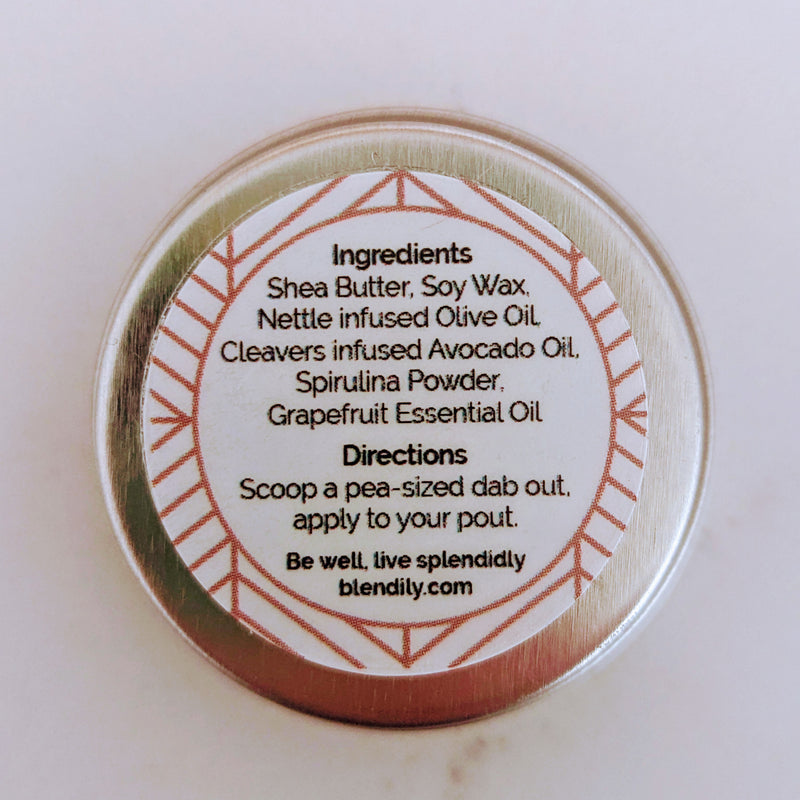 Ingredients
Shea Butter, Soy Wax,
Nettle infused Olive Oil,
Cleavers infused Avocado Oil,
Spirulina Powder,
Grapefruit Essential Oil
Directions
Scoop a pea-sized dab out,
apply to your pout.
Be well, live splendidly
blendily.com